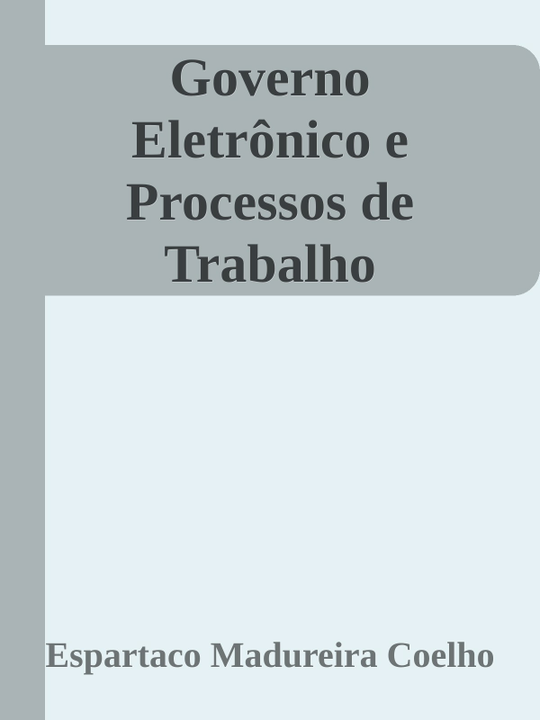 Governo
Eletrônico e
Processos de
Trabalho
Espartaco Madureira Coelho